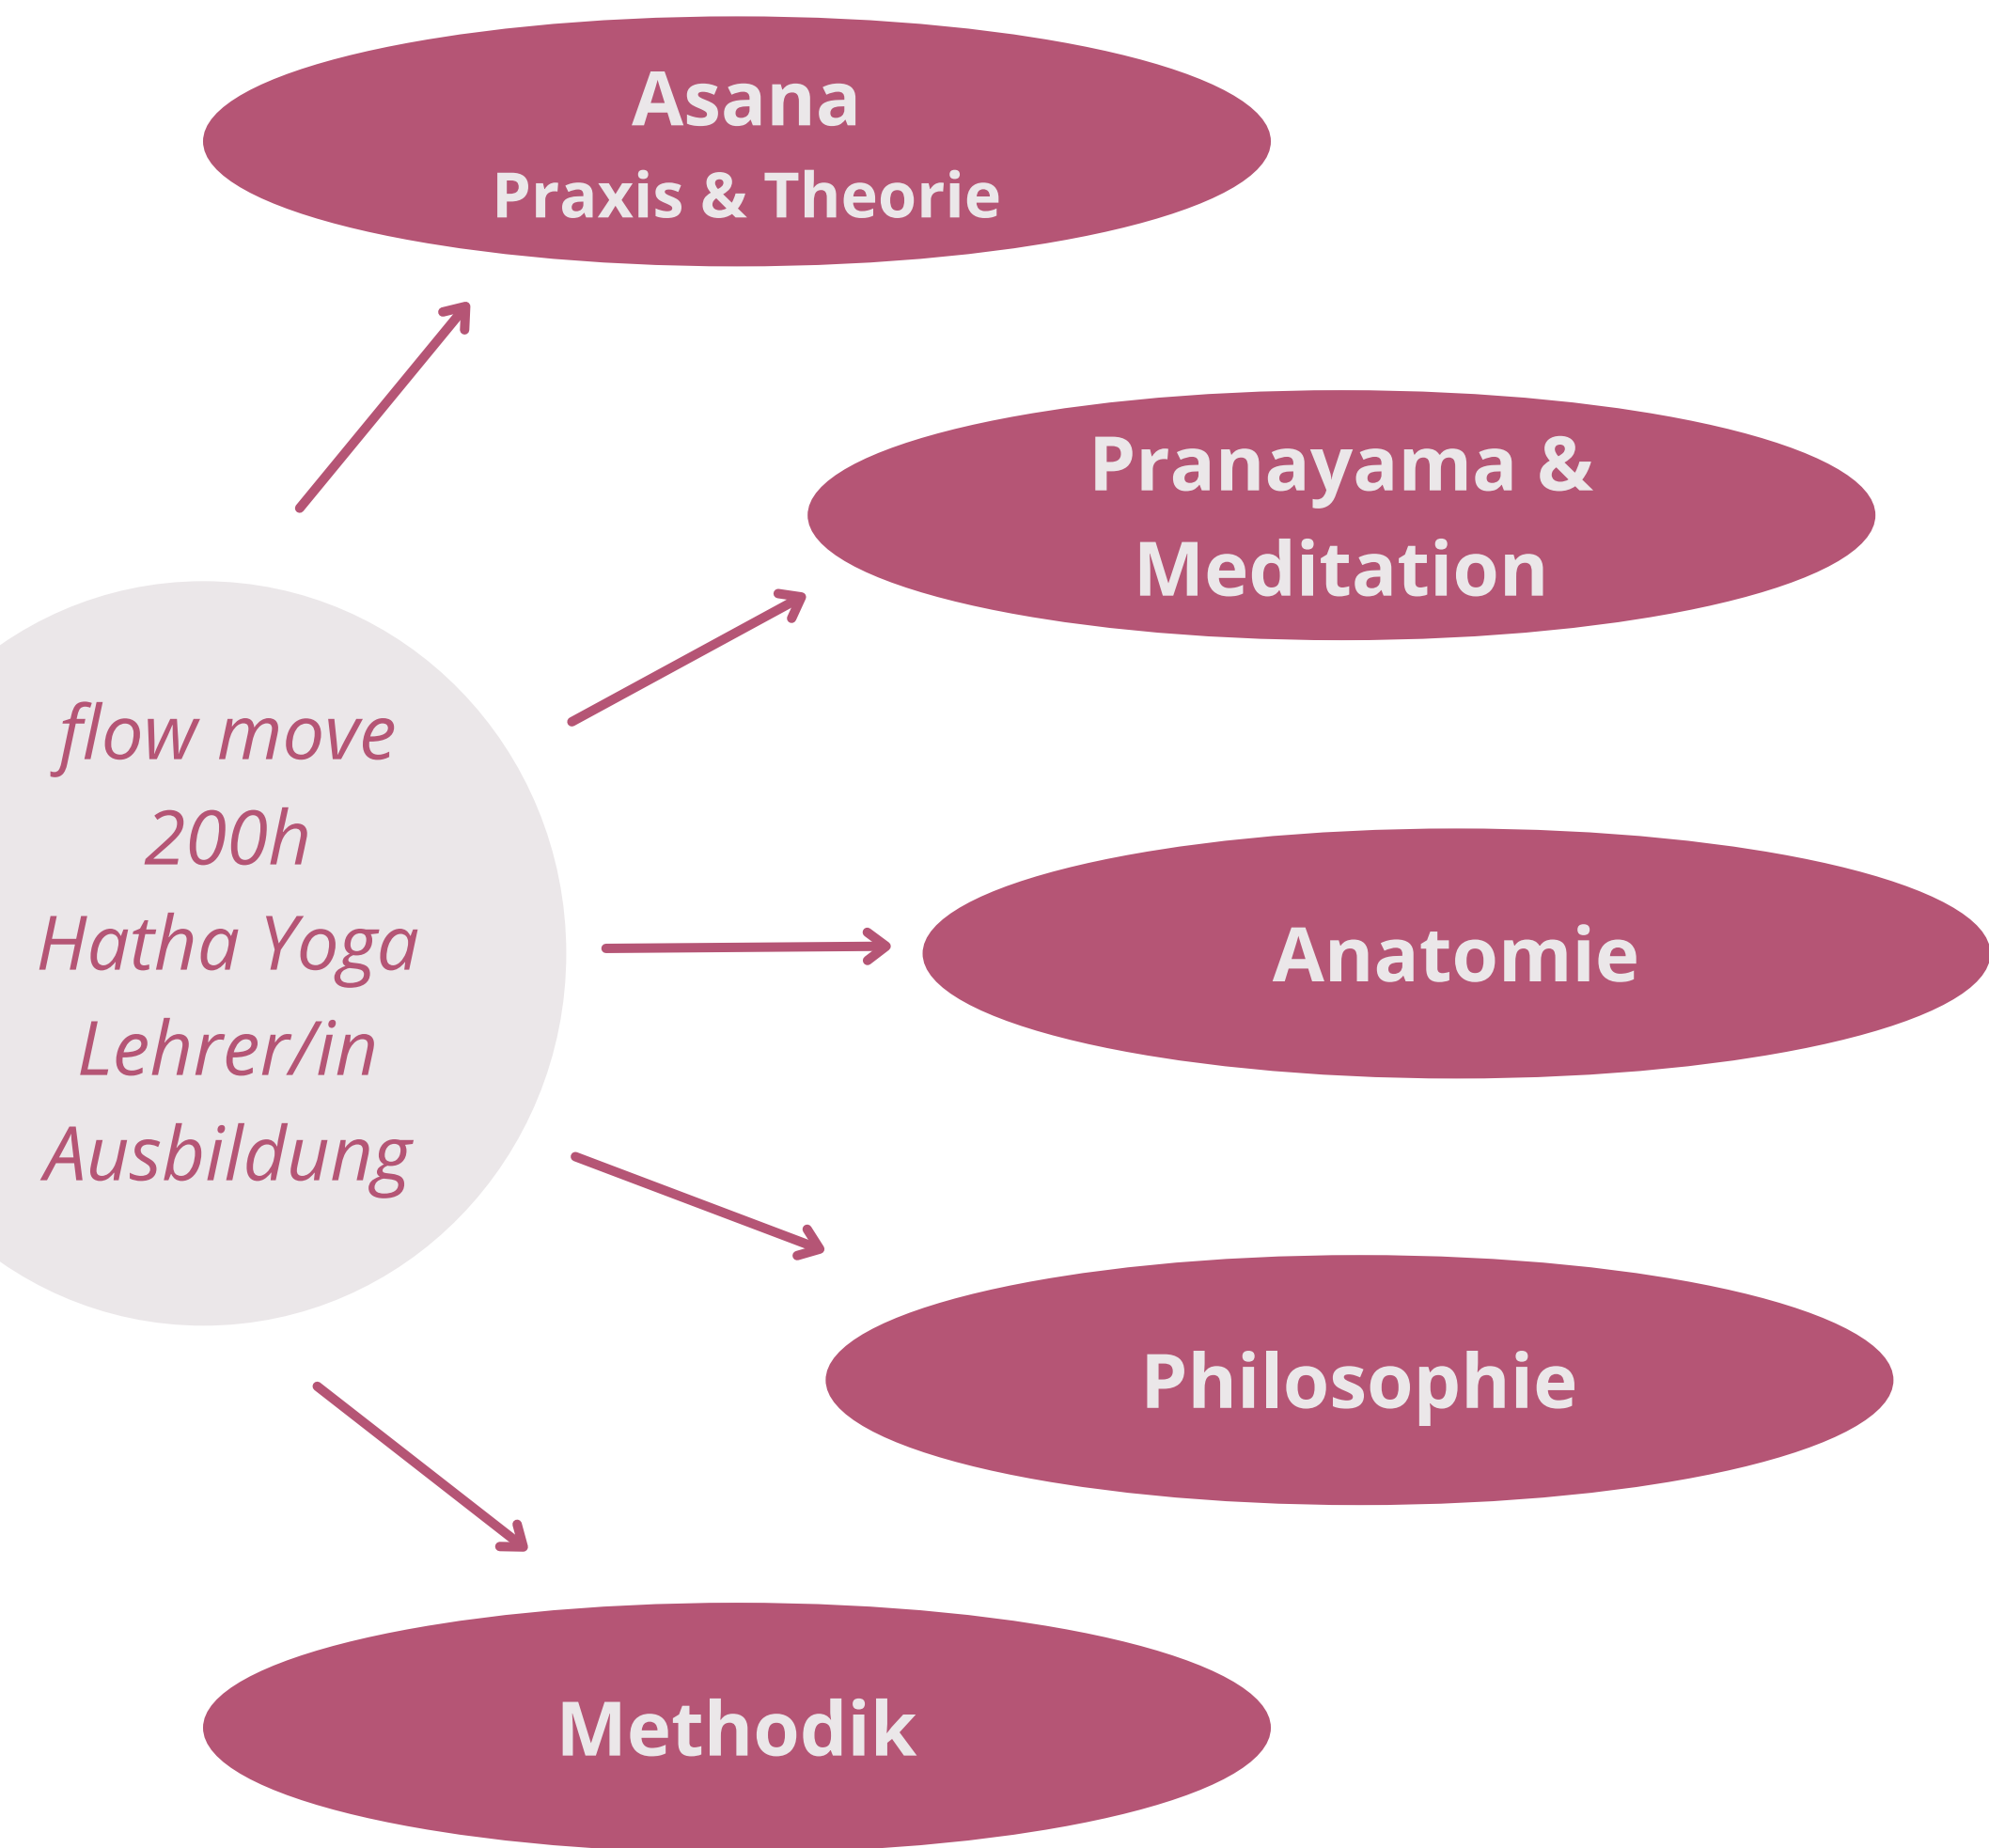 Asana
Praxis & Theorie
Pranayama &
Meditation
flow move
200h
Hatha Yoga
Lehrer/in
Ausbildung
Anatomie
Philosophie
Methodik